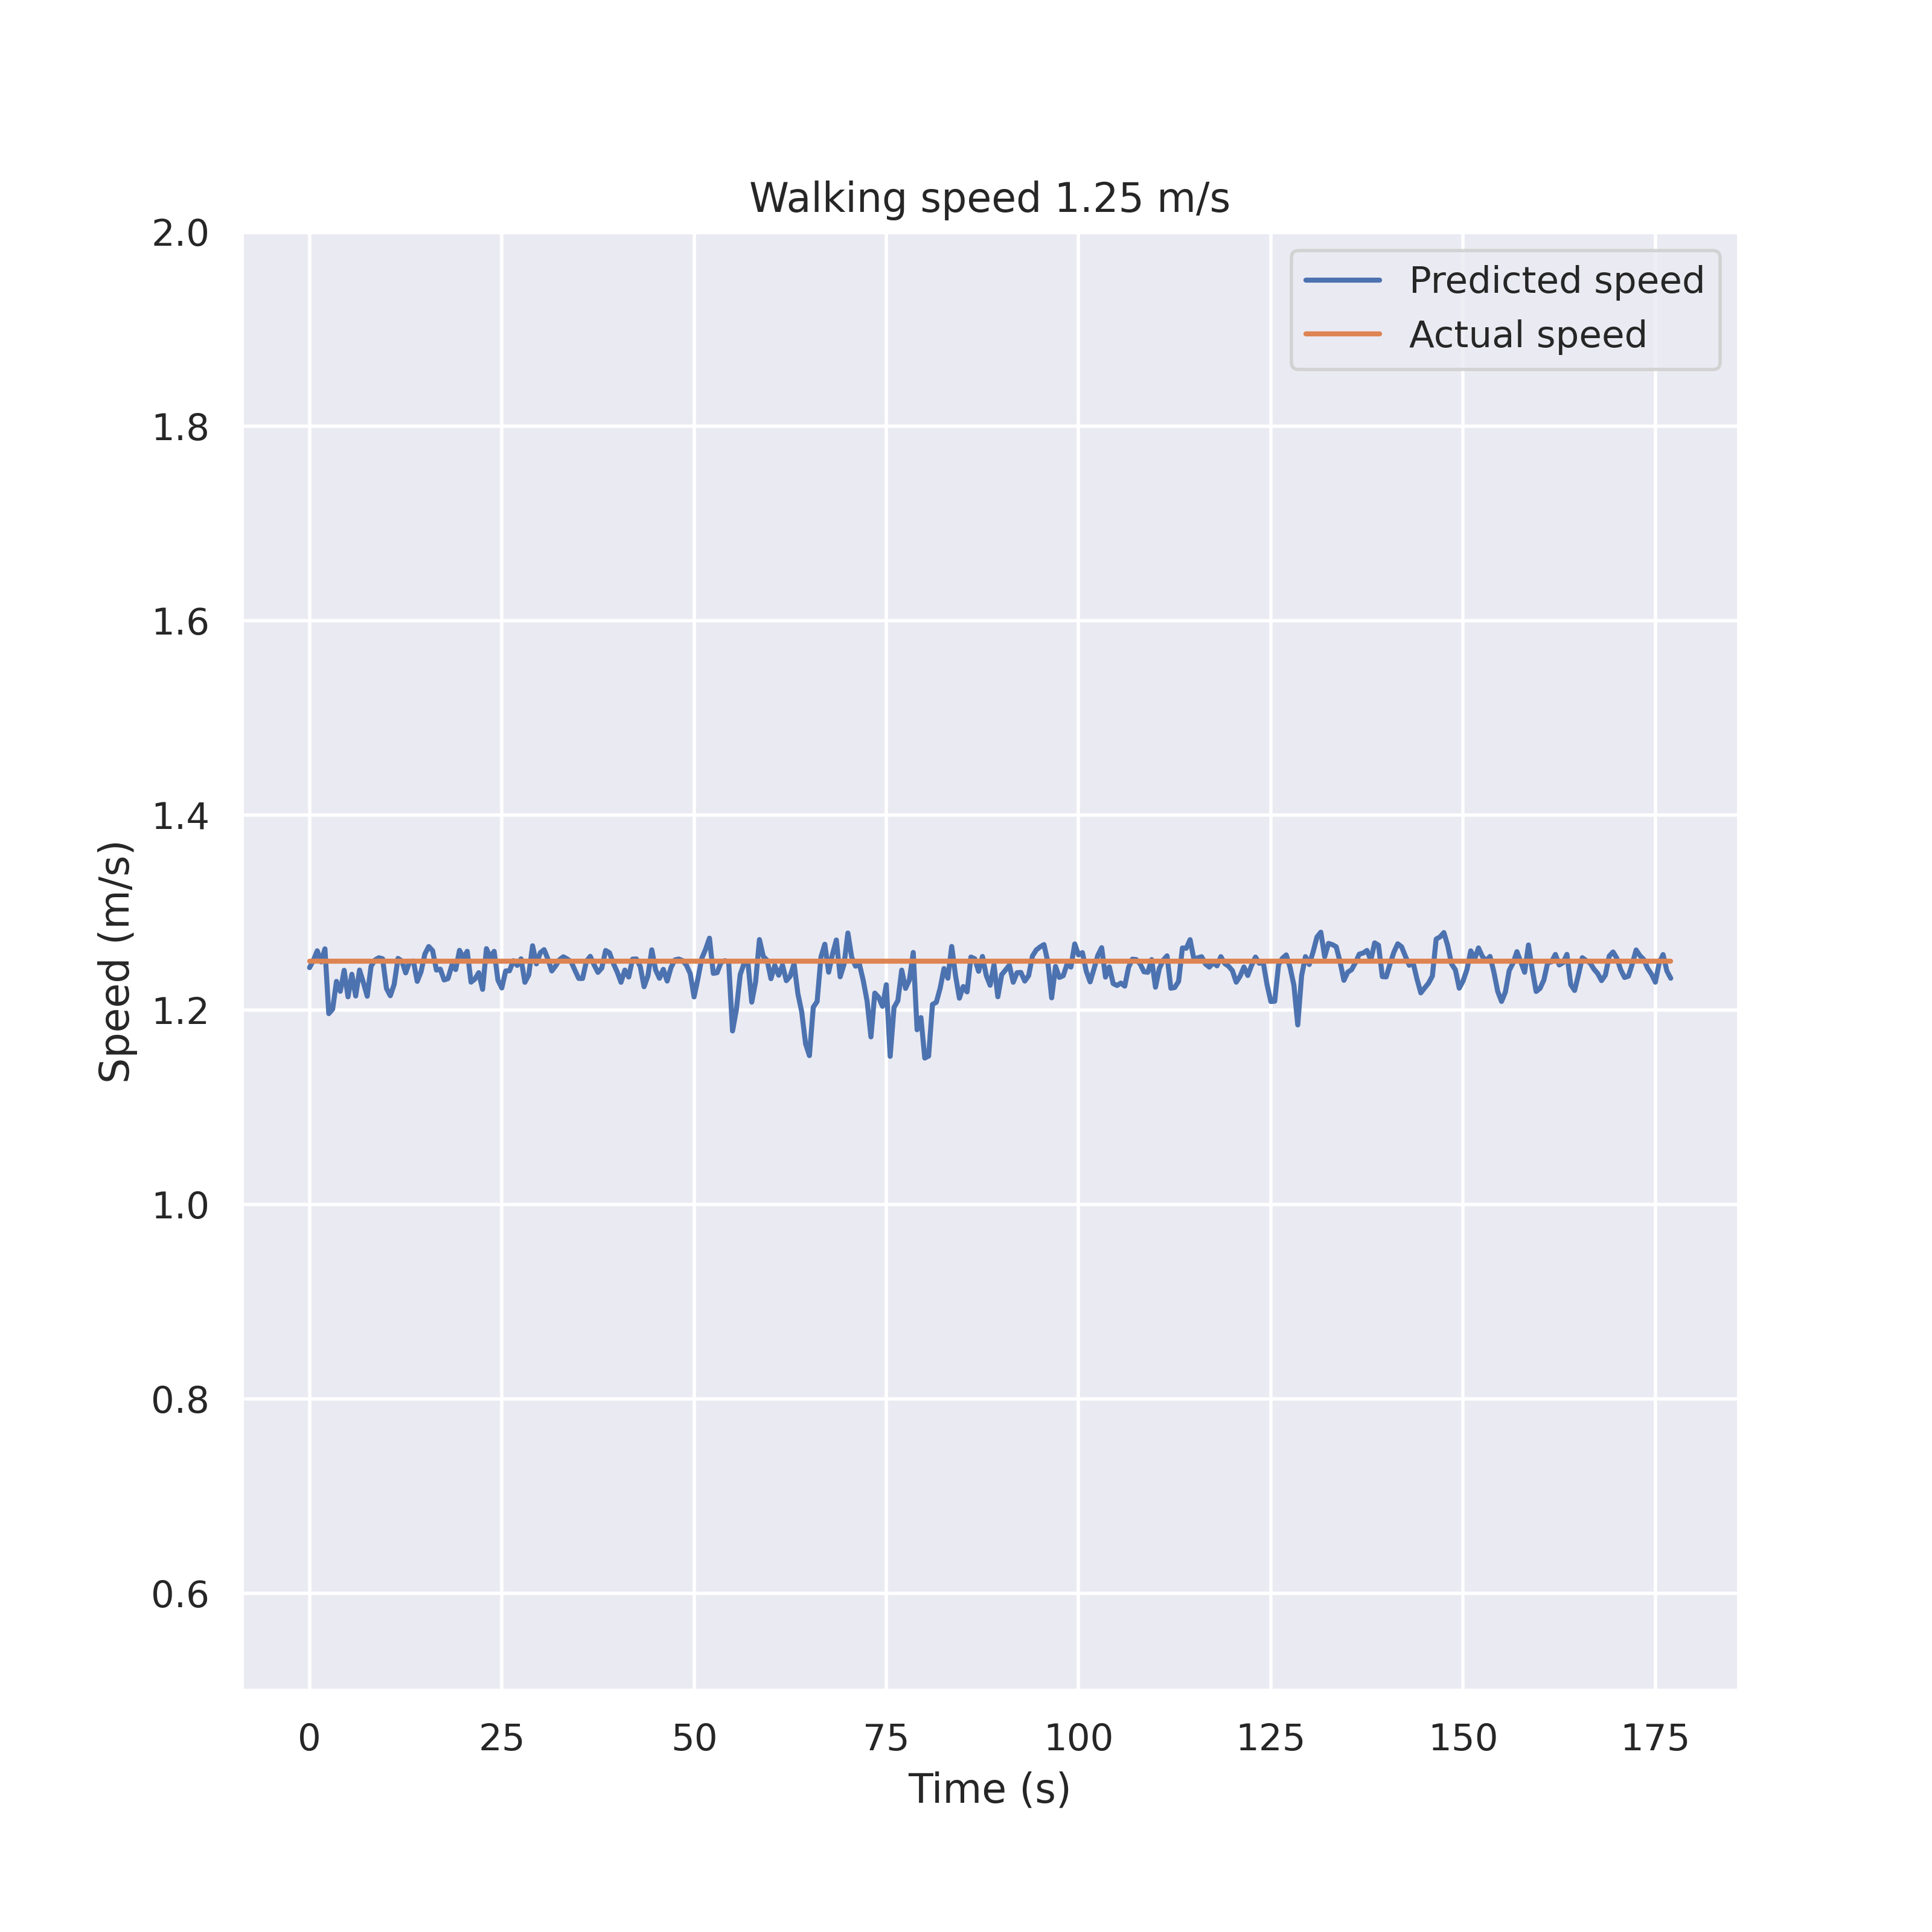 Walking speed 1.25 m/s
Predicted speed
Actual speed
2.0
1.8
1.6
1.4
1.2
1.0
0.8
0.6
Speed (m/s)
0 25 50 75 100 125 150 175
Time (s)